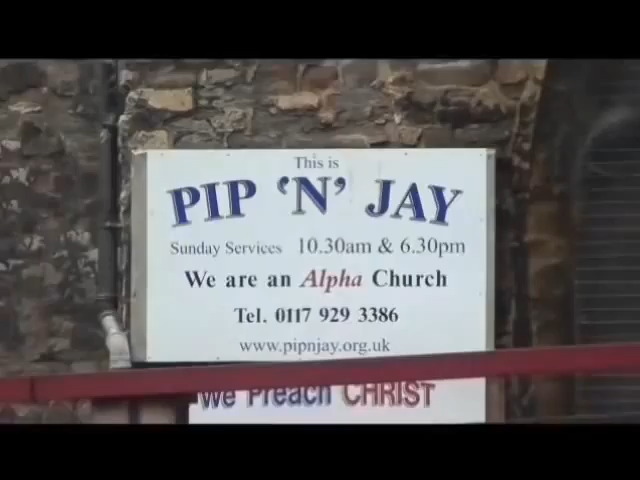 This is
PIP 'N' JAY
Sunday Services 10.30am & 6.30pm
We are an Alpha Church
Tel. 0117 929 3386
www.pipnjay.org.uk
We Preach CHRIST